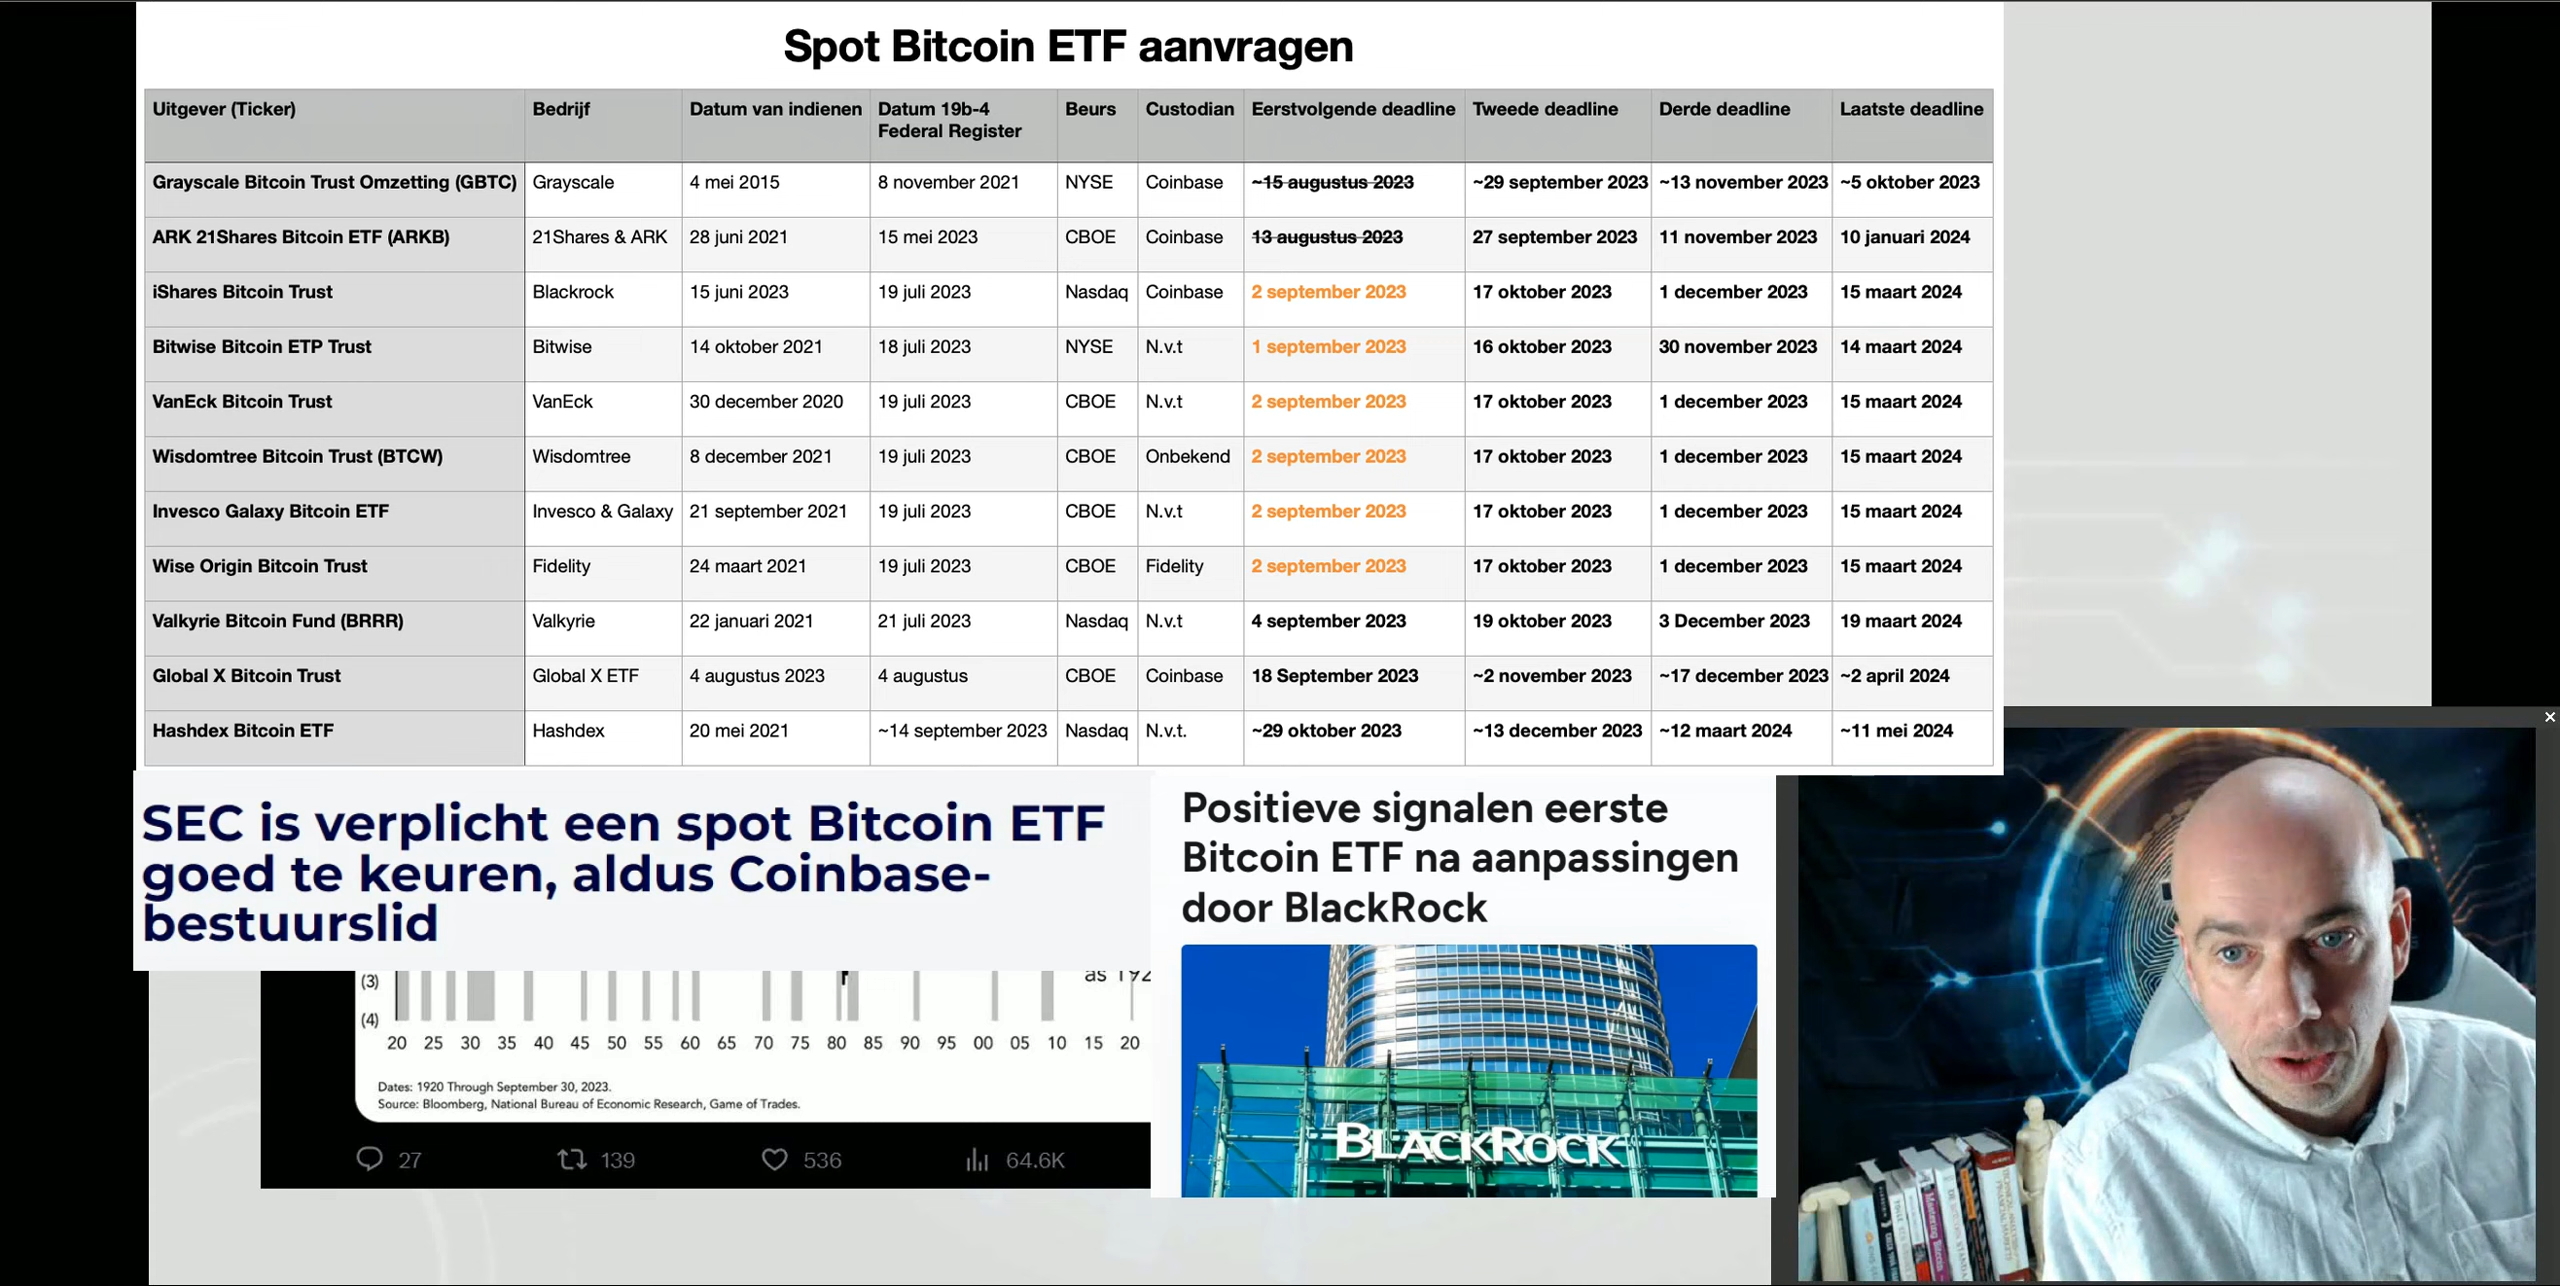 Spot Bitcoin ETF aanvragen
Uitgever (Ticker) Bedrijf Datum van indienen Datum 19b-4 Federal Register Beurs Custodian Eerstvolgende deadline Tweede deadline Derde deadline Laatste deadline
Grayscale Bitcoin Trust Omzetting (GBTC) Grayscale 4 mei 2015 8 november 2021 NYSE Coinbase ~15 augustus 2023 ~29 september 2023 ~13 november 2023 ~5 oktober 2023
ARK 21Shares Bitcoin ETF (ARKB) 21Shares & ARK 28 juni 2021 15 mei 2023 CBOE Coinbase 13 augustus 2023 27 september 2023 11 november 2023 10 januari 2024
iShares Bitcoin Trust Blackrock 15 juni 2023 19 juli 2023 Nasdaq Coinbase 2 september 2023 17 oktober 2023 1 december 2023 15 maart 2024
Bitwise Bitcoin ETP Trust Bitwise 14 oktober 2021 18 juli 2023 NYSE N.v.t 1 september 2023 16 oktober 2023 30 november 2023 14 maart 2024
VanEck Bitcoin Trust VanEck 30 december 2020 19 juli 2023 CBOE N.v.t 2 september 2023 17 oktober 2023 1 december 2023 15 maart 2024
Wisdomtree Bitcoin Trust (BTCW) Wisdomtree 8 december 2021 19 juli 2023 CBOE Onbekend 2 september 2023 17 oktober 2023 1 december 2023 15 maart 2024
Invesco Galaxy Bitcoin ETF Invesco & Galaxy 21 september 2021 19 juli 2023 CBOE N.v.t 2 september 2023 17 oktober 2023 1 december 2023 15 maart 2024
Wise Origin Bitcoin Trust Fidelity 24 maart 2021 19 juli 2023 CBOE Fidelity 2 september 2023 17 oktober 2023 1 december 2023 15 maart 2024
Valkyrie Bitcoin Fund (BRRR) Valkyrie 22 januari 2021 21 juli 2023 Nasdaq N.v.t 4 september 2023 19 oktober 2023 3 December 2023 19 maart 2024
Global X Bitcoin Trust Global X ETF 4 augustus 2023 4 augustus CBOE Coinbase 18 September 2023 ~2 november 2023 ~17 december 2023 ~2 april 2024
Hashdex Bitcoin ETF Hashdex 20 mei 2021 ~14 september 2023 Nasdaq N.v.t. ~29 oktober 2023 ~13 december 2023 ~12 maart 2024 ~11 mei 2024
SEC is verplicht een spot Bitcoin ETF
goed te keuren, aldus Coinbase-
bestuurslid
Positieve signalen eerste
Bitcoin ETF na aanpassingen
door BlackRock
BLACKROCK
(3)
as 192
(4)
20 25 30 35 40 45 50 55 60 65 70 75 80 85 90 95 00 05 10 15 20
Dates: 1920 Through September 30, 2023.
Source: Bloomberg, National Bureau of Economic Research, Game of Trades.
27 139 536 64.6K